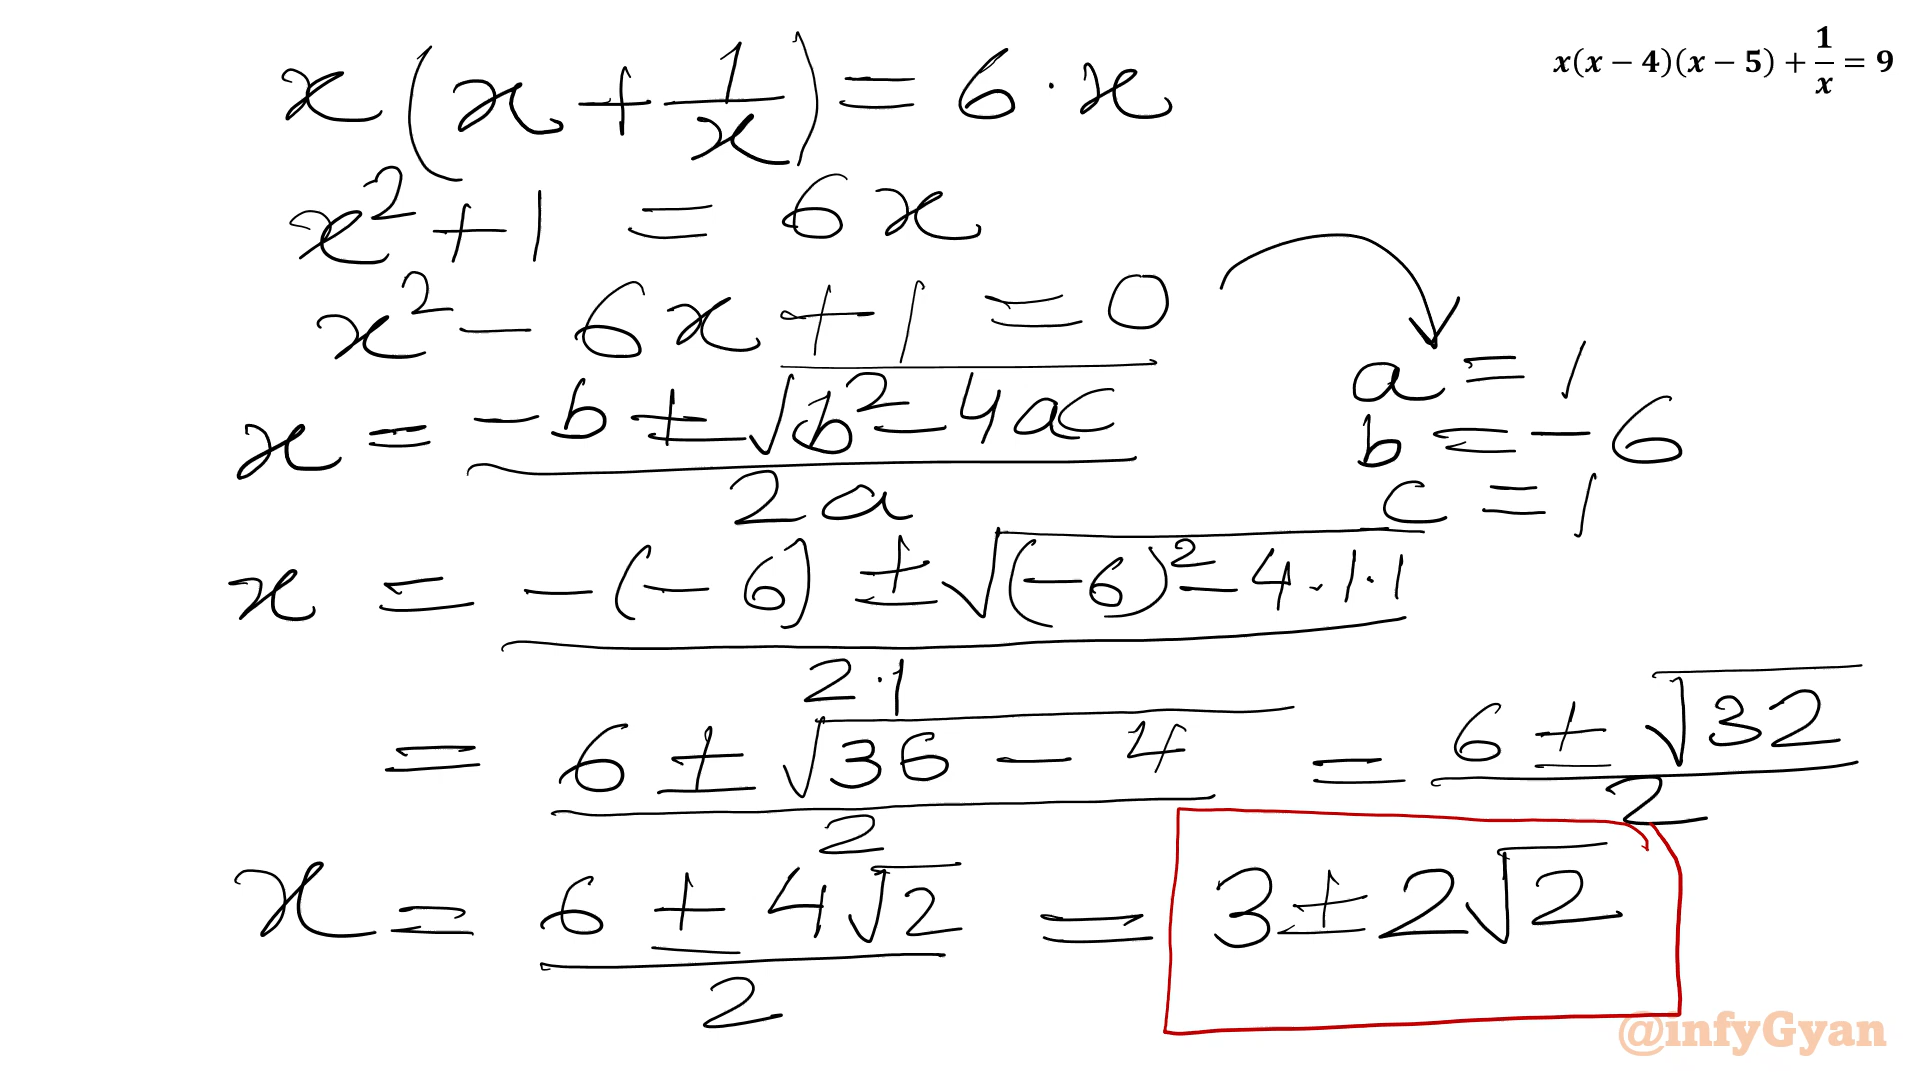 x(x − 4)(x − 5) + 1/x = 9
x(x + 1/x) = 6 · x
x² + 1 = 6x
x² − 6x + 1 = 0
a = 1
b = − 6
c = 1
x = (−b ± √(b² − 4ac)) / 2a
x = (−(−6) ± √((−6)² − 4·1·1)) / 2·1
= (6 ± √(36 − 4)) / 2 = (6 ± √32) / 2
x = (6 ± 4√2) / 2 = 3 ± 2√2
@infyGyan